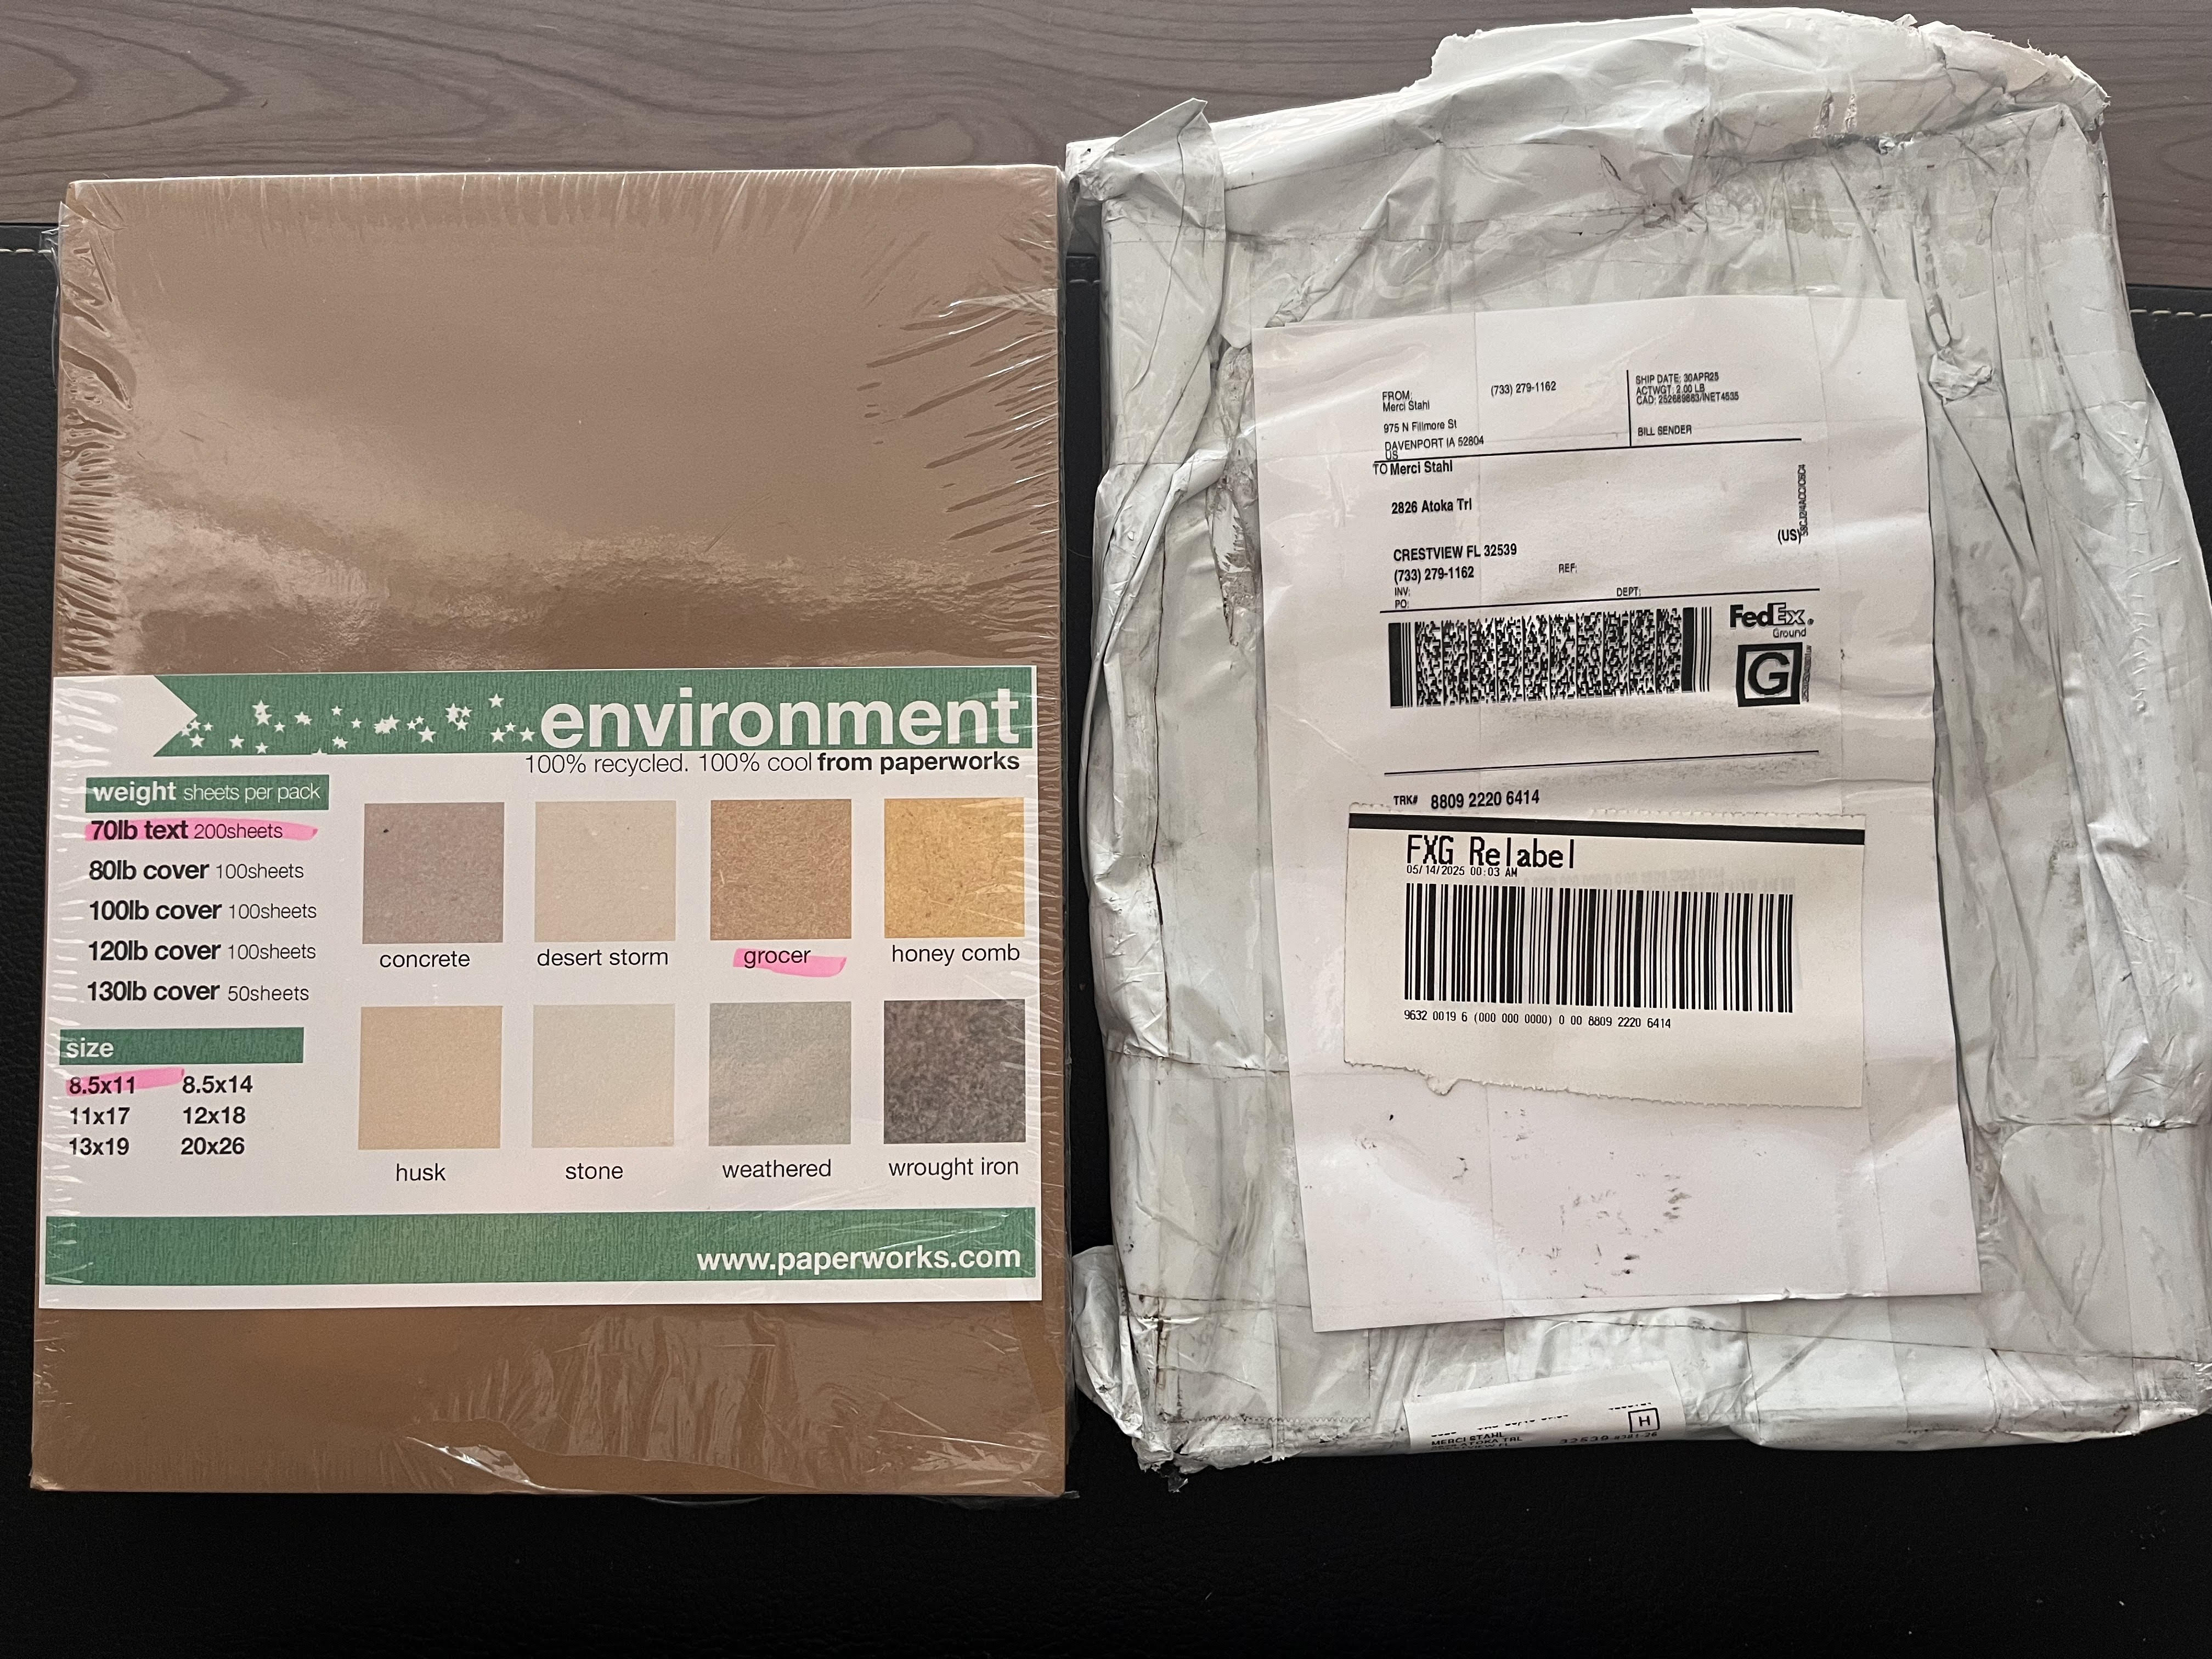 environment
100% recycled. 100% cool from paperworks
weight sheets per pack
70lb text 200sheets
80lb cover 100sheets
100lb cover 100sheets
120lb cover 100sheets
130lb cover 50sheets
size
8.5x11 8.5x14
11x17 12x18
13x19 20x26
concrete desert storm grocer honey comb
husk stone weathered wrought iron
www.paperworks.com
FROM:
(733) 279-1162
Merci Stahl
975 N Fillmore St
DAVENPORT IA 52804
US
SHIP DATE: 30APR25
ACTWGT: 2.00 LB
CAD: 252689883/INET4535
BILL SENDER
TO Merci Stahl
2826 Atoka Trl
(US)
CRESTVIEW FL 32539
(733) 279-1162
REF:
INV:
PO:
DEPT:
FedEx
Ground
G
TRK# 8809 2220 6414
FXG Relabel
05/14/2025 00:03 AM
9632 0019 6 (000 000 0000) 0 00 8809 2220 6414
H
MERCI STAHL
ATOKA TRL
32539